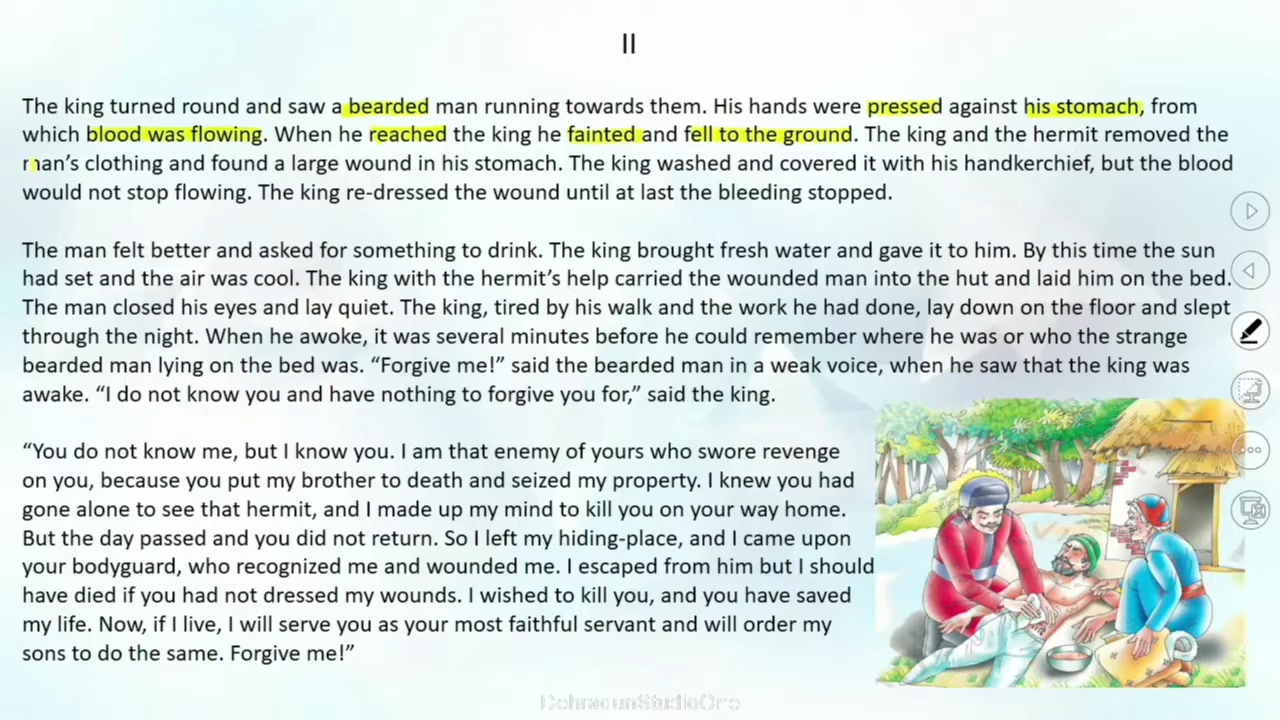 II
The king turned round and saw a bearded man running towards them. His hands were pressed against his stomach, from
which blood was flowing. When he reached the king he fainted and fell to the ground. The king and the hermit removed the
man’s clothing and found a large wound in his stomach. The king washed and covered it with his handkerchief, but the blood
would not stop flowing. The king re-dressed the wound until at last the bleeding stopped.
The man felt better and asked for something to drink. The king brought fresh water and gave it to him. By this time the sun
had set and the air was cool. The king with the hermit’s help carried the wounded man into the hut and laid him on the bed.
The man closed his eyes and lay quiet. The king, tired by his walk and the work he had done, lay down on the floor and slept
through the night. When he awoke, it was several minutes before he could remember where he was or who the strange
bearded man lying on the bed was. “Forgive me!” said the bearded man in a weak voice, when he saw that the king was
awake. “I do not know you and have nothing to forgive you for,” said the king.
“You do not know me, but I know you. I am that enemy of yours who swore revenge
on you, because you put my brother to death and seized my property. I knew you had
gone alone to see that hermit, and I made up my mind to kill you on your way home.
But the day passed and you did not return. So I left my hiding-place, and I came upon
your bodyguard, who recognized me and wounded me. I escaped from him but I should
have died if you had not dressed my wounds. I wished to kill you, and you have saved
my life. Now, if I live, I will serve you as your most faithful servant and will order my
sons to do the same. Forgive me!”
DehradunStudioOne